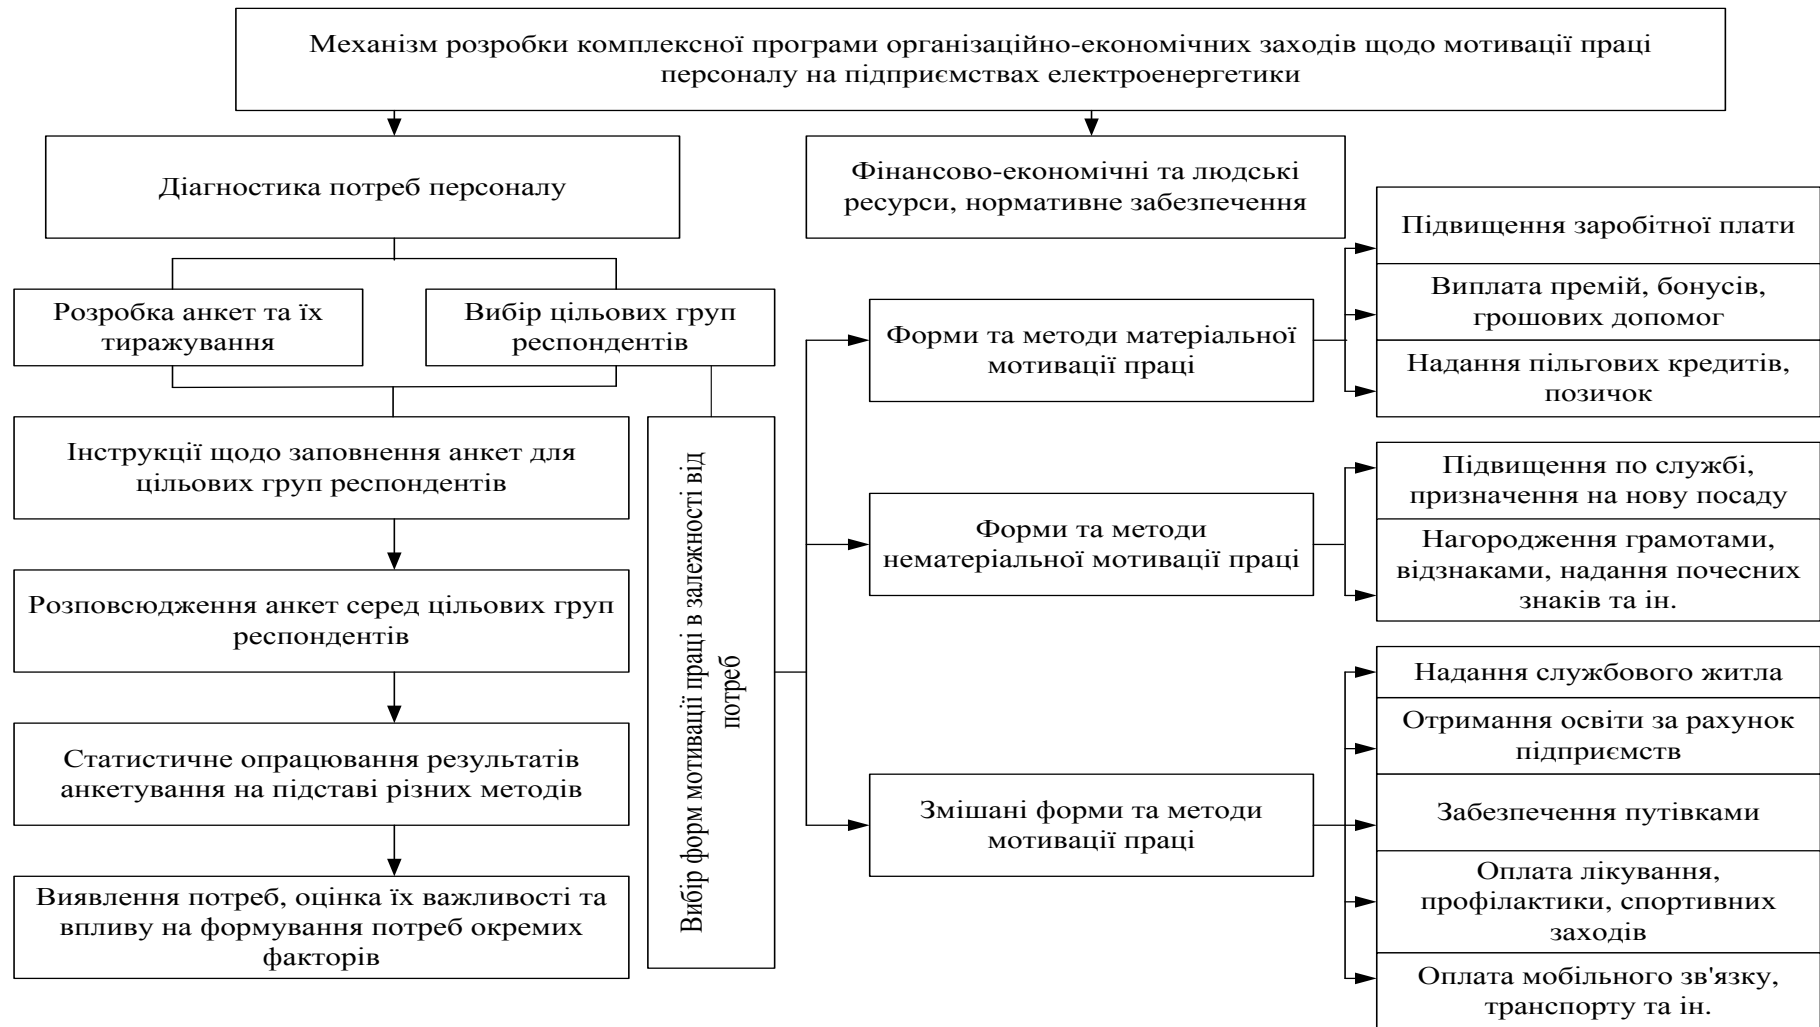 Механізм розробки комплексної програми організаційно-економічних заходів щодо мотивації праці
персоналу на підприємствах електроенергетики
Діагностика потреб персоналу
Фінансово-економічні та людські
ресурси, нормативне забезпечення
Розробка анкет та їх
тиражування
Вибір цільових груп
респондентів
Інструкції щодо заповнення анкет для
цільових груп респондентів
Розповсюдження анкет серед цільових груп
респондентів
Статистичне опрацювання результатів
анкетування на підставі різних методів
Виявлення потреб, оцінка їх важливості та
впливу на формування потреб окремих
факторів
Вибір форм мотивації праці в залежності від
потреб
Форми та методи матеріальної
мотивації праці
Підвищення заробітної плати
Виплата премій, бонусів,
грошових допомог
Надання пільгових кредитів,
позичок
Форми та методи
нематеріальної мотивації праці
Підвищення по службі,
призначення на нову посаду
Нагородження грамотами,
відзнаками, надання почесних
знаків та ін.
Змішані форми та методи
мотивації праці
Надання службового житла
Отримання освіти за рахунок
підприємств
Забезпечення путівками
Оплата лікування,
профілактики, спортивних
заходів
Оплата мобільного зв'язку,
транспорту та ін.